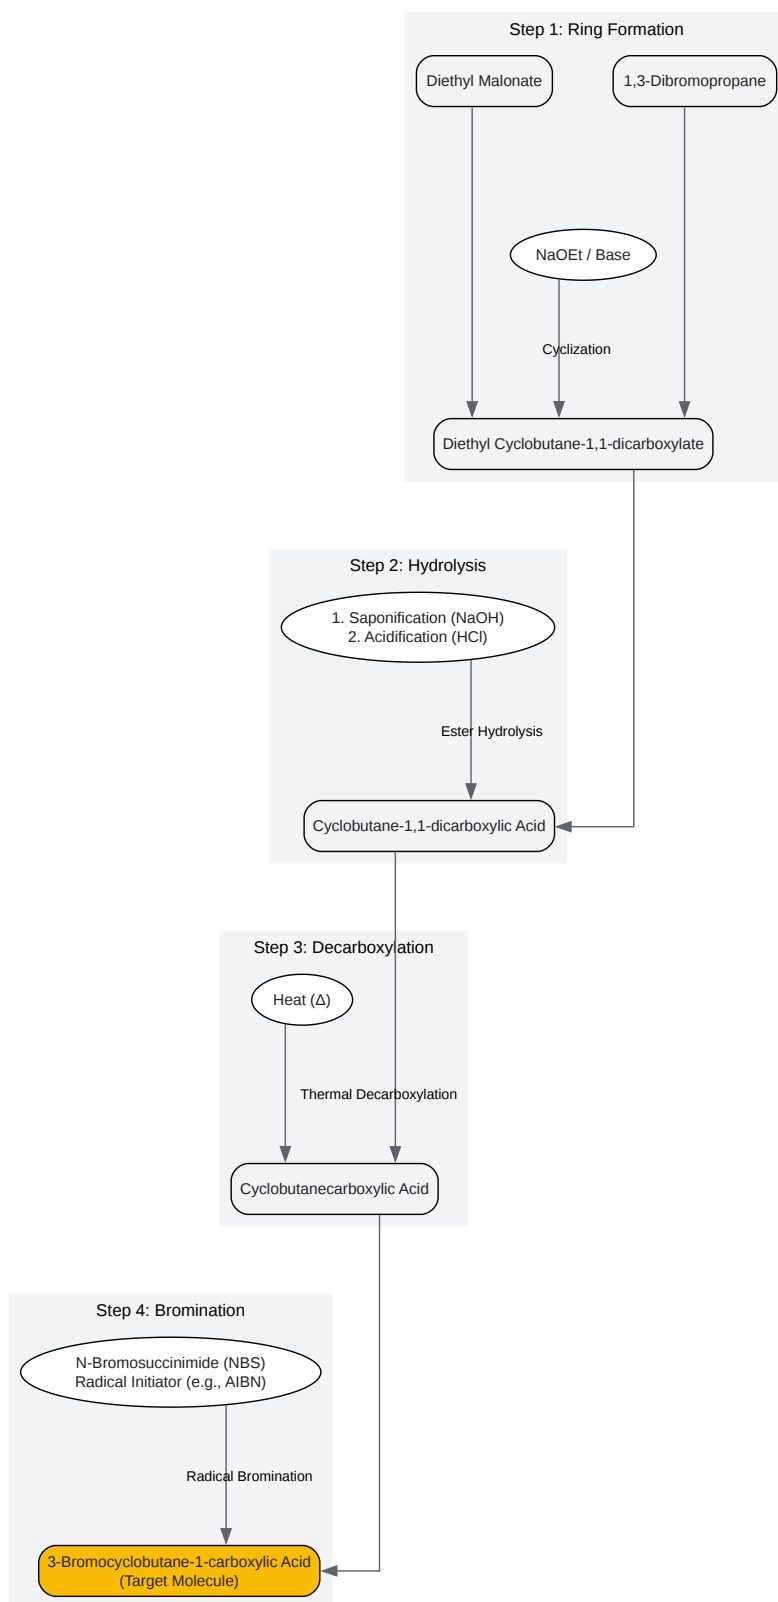 Step 1: Ring Formation
Diethyl Malonate
1,3-Dibromopropane
NaOEt / Base
Cyclization
Diethyl Cyclobutane-1,1-dicarboxylate
Step 2: Hydrolysis
1. Saponification (NaOH)
2. Acidification (HCl)
Ester Hydrolysis
Cyclobutane-1,1-dicarboxylic Acid
Step 3: Decarboxylation
Heat (Δ)
Thermal Decarboxylation
Cyclobutanecarboxylic Acid
Step 4: Bromination
N-Bromosuccinimide (NBS)
Radical Initiator (e.g., AIBN)
Radical Bromination
3-Bromocyclobutane-1-carboxylic Acid
(Target Molecule)